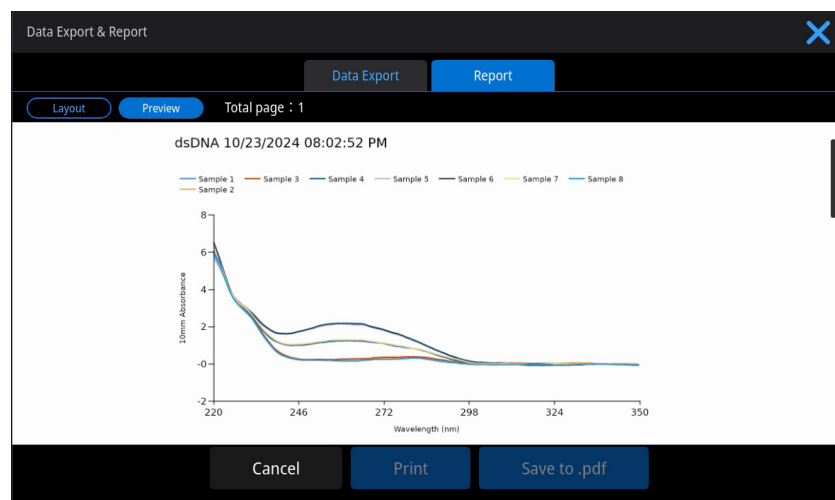 Data Export & Report
Data Export Report
Layout Preview Total page : 1
dsDNA 10/23/2024 08:02:52 PM
Sample 1 Sample 3 Sample 4 Sample 5 Sample 6 Sample 7 Sample 8
Sample 2
8
6
4
2
-0
-2
10mm Absorbance
220 246 272 298 324 350
Wavelength (nm)
Cancel Print Save to .pdf